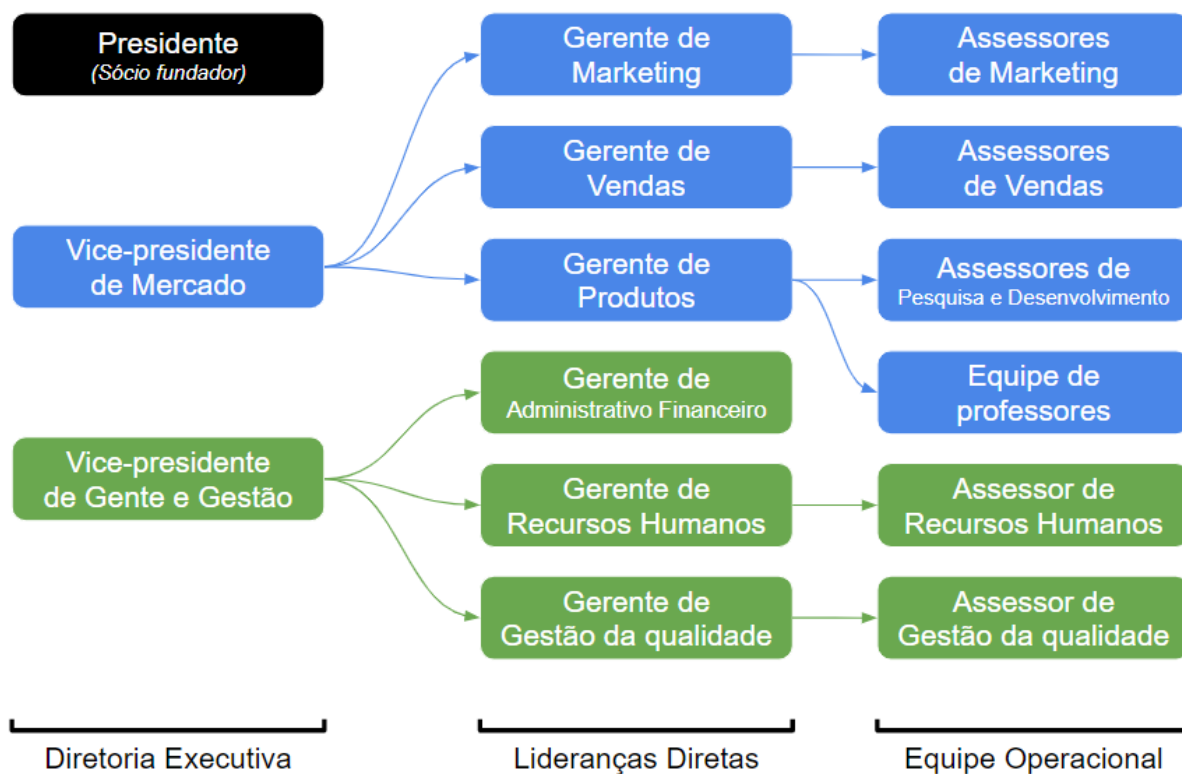 Presidente
(Sócio fundador)
Vice-presidente
de Mercado
Vice-presidente
de Gente e Gestão
Gerente de
Marketing
Gerente de
Vendas
Gerente de
Produtos
Gerente de
Administrativo Financeiro
Gerente de
Recursos Humanos
Gerente de
Gestão da qualidade
Assessores
de Marketing
Assessores
de Vendas
Assessores de
Pesquisa e Desenvolvimento
Equipe de
professores
Assessor de
Recursos Humanos
Assessor de
Gestão da qualidade
Diretoria Executiva
Lideranças Diretas
Equipe Operacional